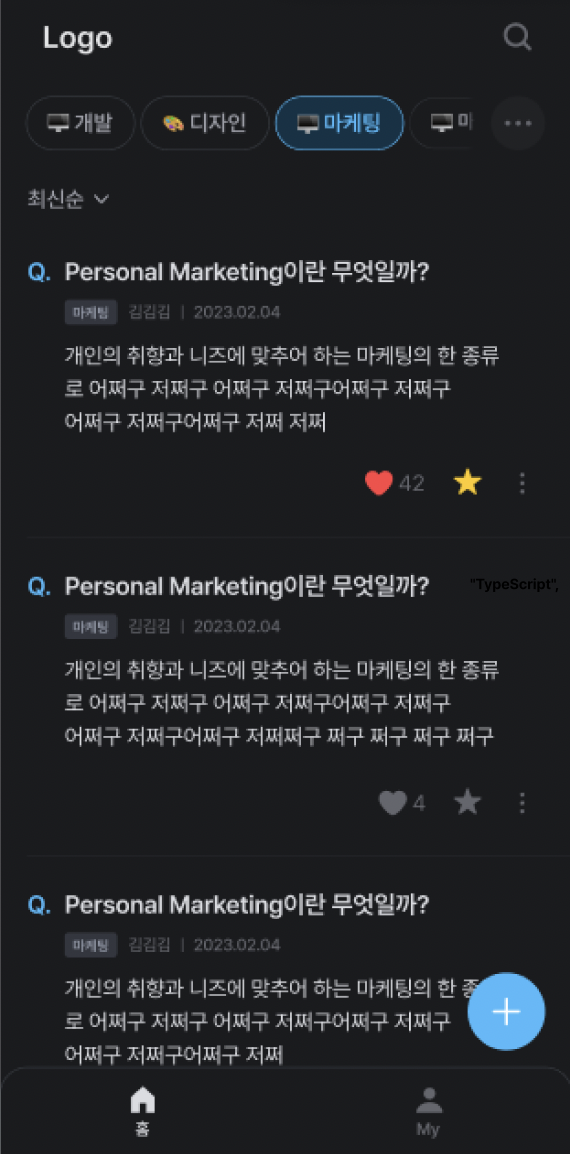 Logo
개발 디자인 마케팅
최신순
Q. Personal Marketing이란 무엇일까?
마케팅 김김김 | 2023.02.04
개인의 취향과 니즈에 맞추어 하는 마케팅의 한 종류
로 어쩌구 저쩌구 어쩌구 저쩌구어쩌구 저쩌구
어쩌구 저쩌구어쩌구 저쩌 저쩌
42
Q. Personal Marketing이란 무엇일까?
"TypeScript",
마케팅 김김김 | 2023.02.04
개인의 취향과 니즈에 맞추어 하는 마케팅의 한 종류
로 어쩌구 저쩌구 어쩌구 저쩌구어쩌구 저쩌구
어쩌구 저쩌구어쩌구 저쩌쩌구 쩌구 쩌구 쩌구 쩌구
4
Q. Personal Marketing이란 무엇일까?
마케팅 김김김 | 2023.02.04
개인의 취향과 니즈에 맞추어 하는 마케팅의 한
로 어쩌구 저쩌구 어쩌구 저쩌구어쩌구 저쩌구
어쩌구 저쩌구어쩌구 저쩌
홈 My